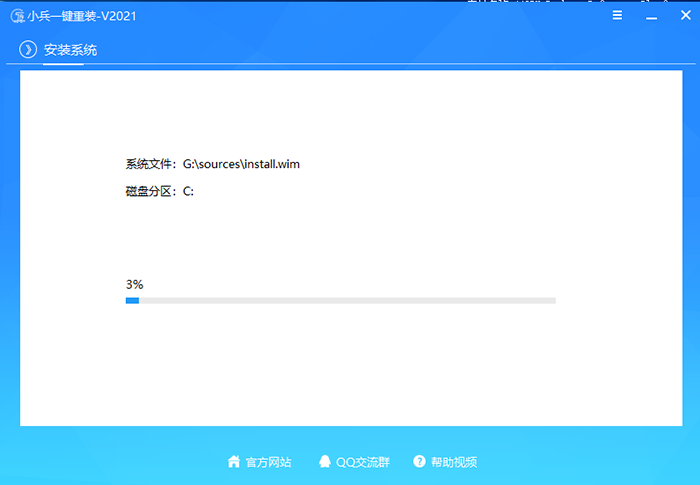 小兵一键重装-V2021
安装系统
系统文件：G:\sources\install.wim
磁盘分区：C:
3%
官方网站 QQ交流群 帮助视频